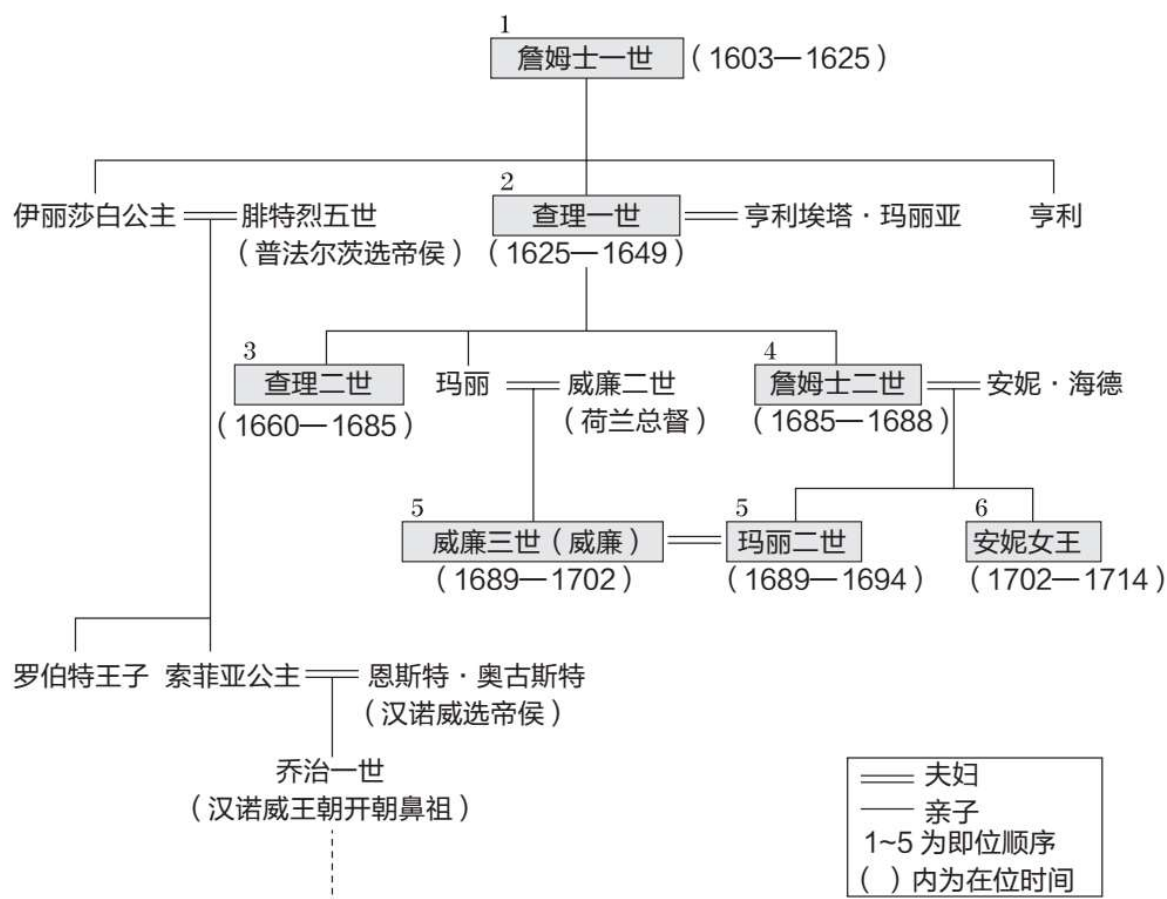 1
詹姆士一世（1603—1625）
伊丽莎白公主 腓特烈五世
（普法尔茨选帝侯）
2
查理一世 亨利埃塔·玛丽亚
（1625—1649）
亨利
3
查理二世
（1660—1685）
玛丽 威廉二世
（荷兰总督）
4
詹姆士二世 安妮·海德
（1685—1688）
5
威廉三世（威廉）
（1689—1702）
5
玛丽二世
（1689—1694）
6
安妮女王
（1702—1714）
罗伯特王子 索菲亚公主 恩斯特·奥古斯特
（汉诺威选帝侯）
乔治一世
（汉诺威王朝开朝鼻祖）
夫妇
亲子
1~5 为即位顺序
（ ）内为在位时间